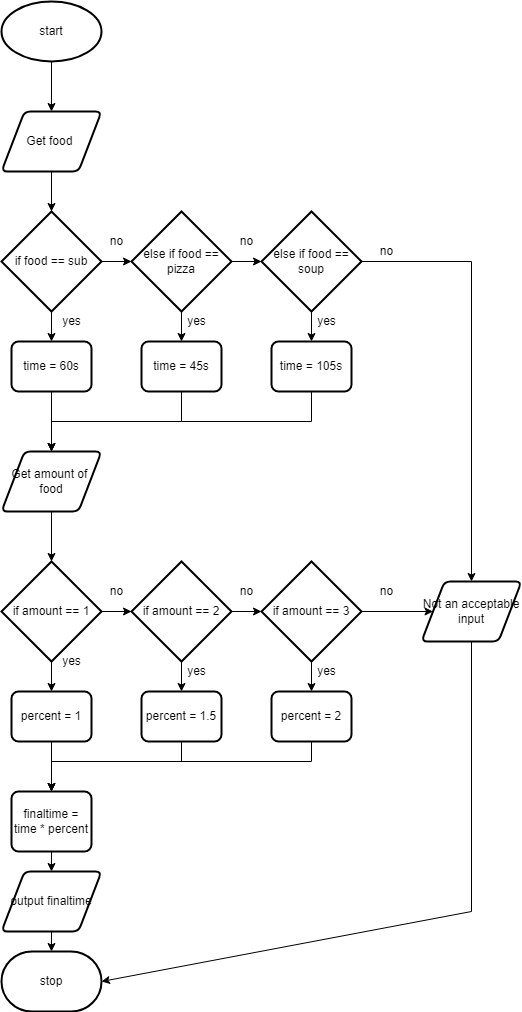 start
Get food
no
no
no
if food == sub
else if food ==
pizza
else if food ==
soup
yes
yes
yes
time = 60s
time = 45s
time = 105s
Get amount of
food
no
no
no
if amount == 1
if amount == 2
if amount == 3
Not an acceptable
input
yes
yes
yes
percent = 1
percent = 1.5
percent = 2
finaltime =
time * percent
output finaltime
stop